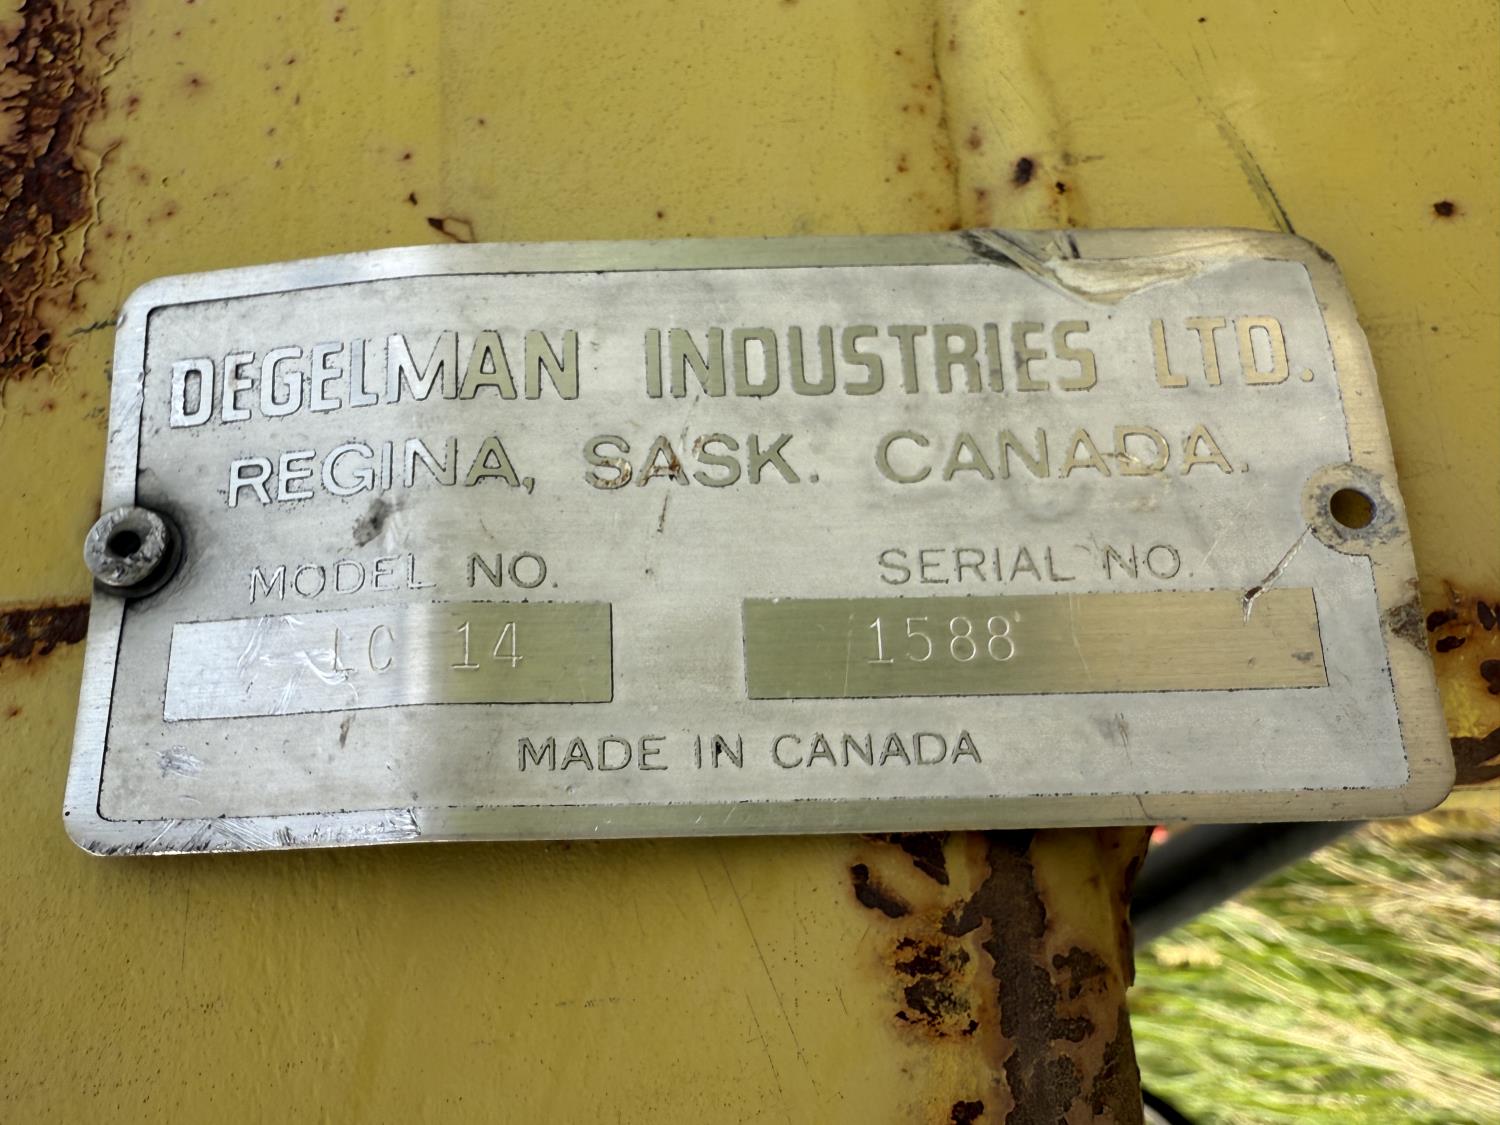 DEGELMAN INDUSTRIES LTD.
REGINA, SASK. CANADA.
MODEL NO. SERIAL NO.
LC 14 1588
MADE IN CANADA